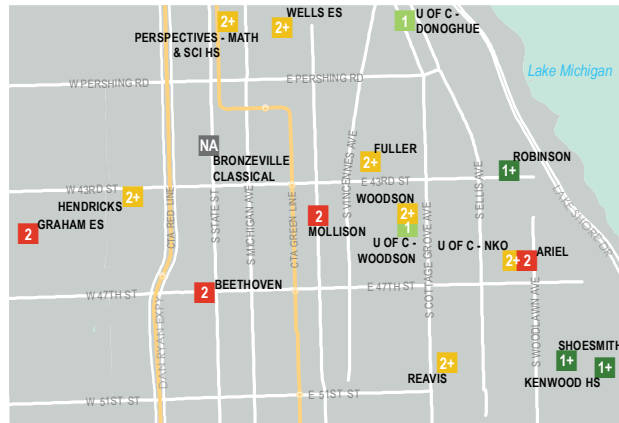 2+
PERSPECTIVES - MATH
& SCI HS
2+
WELLS ES
1
U OF C -
DONOGHUE
Lake Michigan
W PERSHING RD
E PERSHING RD
NA
BRONZEVILLE
CLASSICAL
2+
FULLER
W 43RD ST
E 43RD ST
1+
ROBINSON
2+
HENDRICKS
2
GRAHAM ES
2
MOLLISON
WOODSON
2+
1
U OF C -
WOODSON
U OF C - NKO
2+
2
ARIEL
2
BEETHOVEN
W 47TH ST
E 47TH ST
SHOESMITH
1+
1+
KENWOOD HS
2+
REAVIS
W 51ST ST
E 51ST ST
DAN RYAN EXPY
CTA RED LINE
S STATE ST
S MICHIGAN AVE
CTA GREEN LINE
S VINCENNES AVE
S COTTAGE GROVE AVE
S ELLIS AVE
S WOODLAWN AVE
LAKE SHORE DR